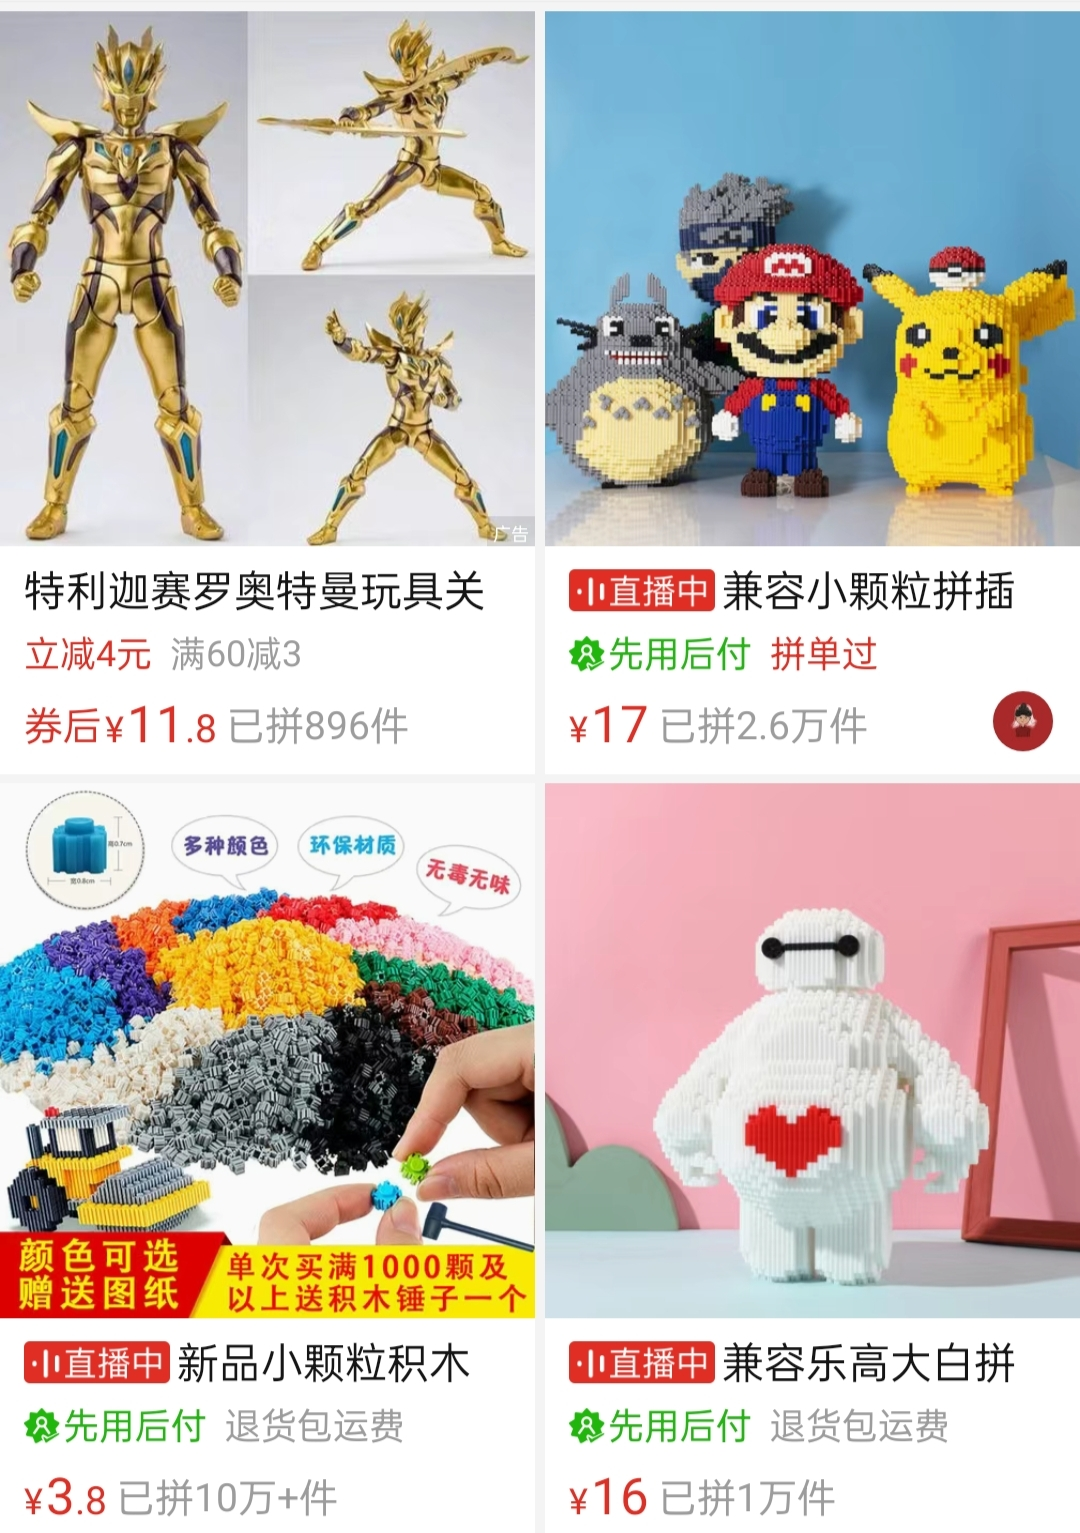 广告
特利迦赛罗奥特曼玩具关
立减4元 满60减3
券后¥11.8 已拼896件
直播中 兼容小颗粒拼插
先用后付 拼单过
¥17 已拼2.6万件
多种颜色
环保材质
无毒无味
高0.7cm
宽0.8cm
颜色可选
赠送图纸
单次买满1000颗及
以上送积木锤子一个
直播中 新品小颗粒积木
先用后付 退货包运费
¥3.8 已拼10万+件
直播中 兼容乐高大白拼
先用后付 退货包运费
¥16 已拼1万件